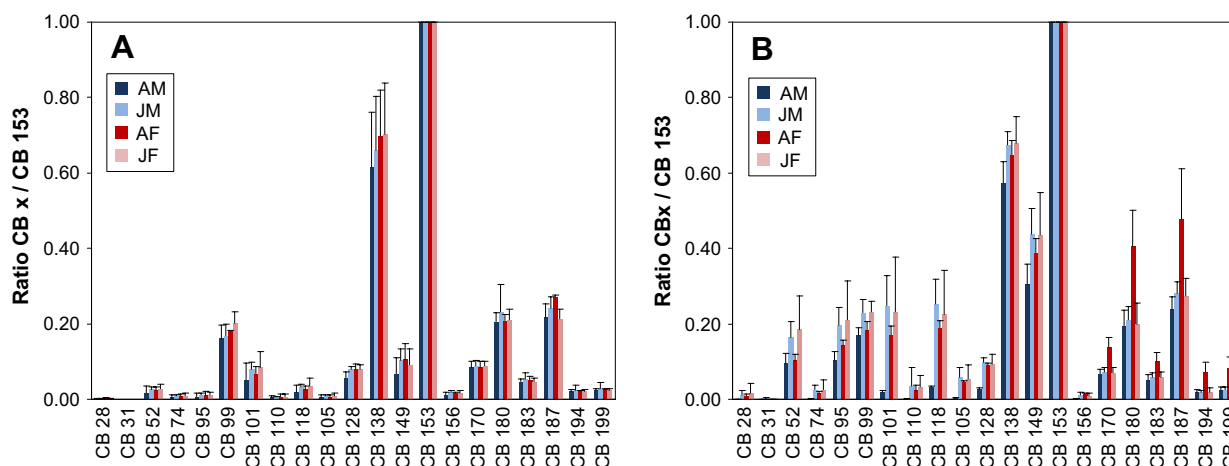 A
AM
JM
AF
JF
Ratio CB x / CB 153
1.00
0.80
0.60
0.40
0.20
0.00
CB 28
CB 31
CB 52
CB 74
CB 95
CB 99
CB 101
CB 110
CB 118
CB 105
CB 128
CB 138
CB 149
CB 153
CB 156
CB 170
CB 180
CB 183
CB 187
CB 194
CB 199
B
AM
JM
AF
JF
Ratio CBx / CB 153
1.00
0.80
0.60
0.40
0.20
0.00
CB 28
CB 31
CB 52
CB 74
CB 95
CB 99
CB 101
CB 110
CB 118
CB 105
CB 128
CB 138
CB 149
CB 153
CB 156
CB 170
CB 180
CB 183
CB 187
CB 194
CB 199